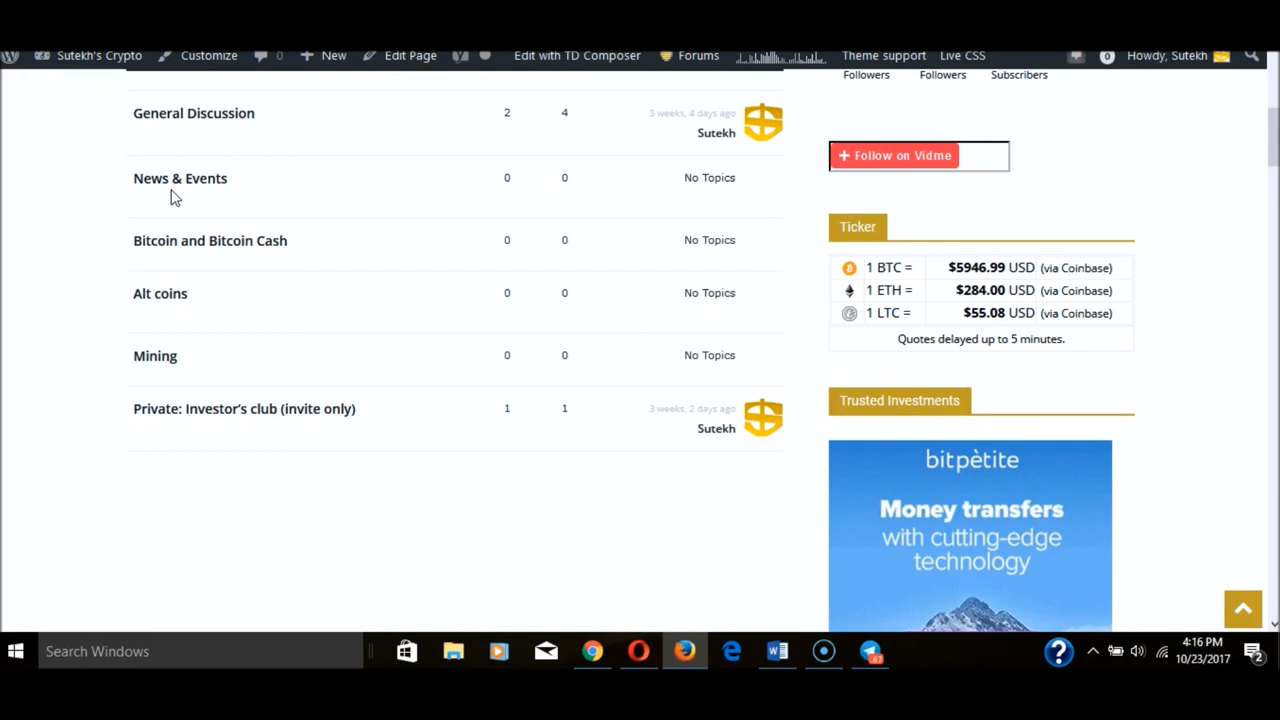 Sutekh's Crypto Customize 0 New Edit Page Edit with TD Composer Forums Theme support Live CSS 0 Howdy, Sutekh
Followers Followers Subscribers
General Discussion 2 4 3 weeks, 4 days ago
Sutekh
+ Follow on Vidme
News & Events 0 0 No Topics
Ticker
Bitcoin and Bitcoin Cash 0 0 No Topics
1 BTC = $5946.99 USD (via Coinbase)
1 ETH = $284.00 USD (via Coinbase)
Alt coins 0 0 No Topics
1 LTC = $55.08 USD (via Coinbase)
Quotes delayed up to 5 minutes.
Mining 0 0 No Topics
Trusted Investments
Private: Investor’s club (invite only) 1 1 3 weeks, 2 days ago
Sutekh
bitpètite
Money transfers
with cutting-edge
technology
Search Windows
67
4:16 PM
10/23/2017
2